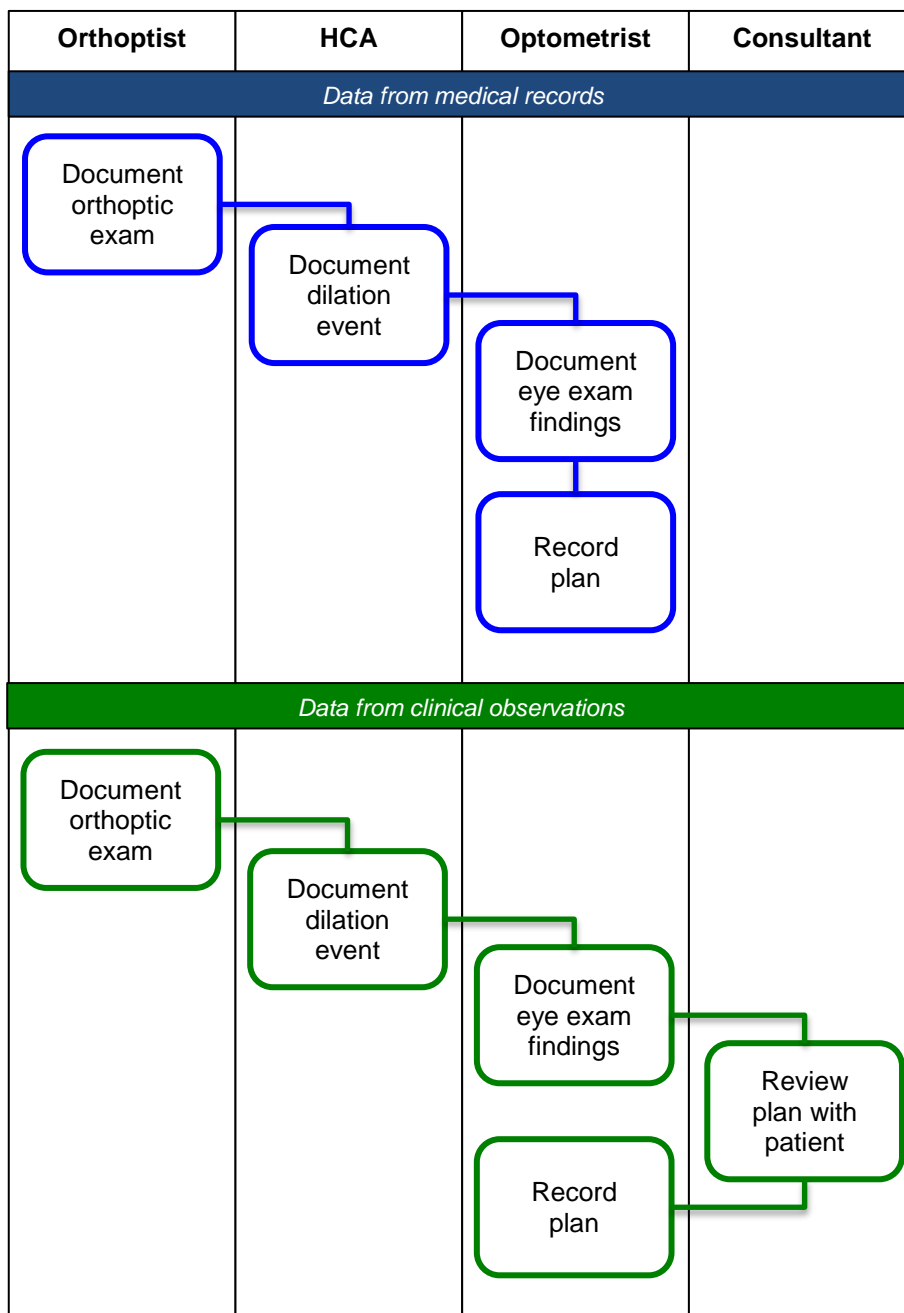 Orthoptist HCA Optometrist Consultant
Data from medical records
Document
orthoptic
exam
Document
dilation
event
Document
eye exam
findings
Record
plan
Data from clinical observations
Document
orthoptic
exam
Document
dilation
event
Document
eye exam
findings
Review
plan with
patient
Record
plan